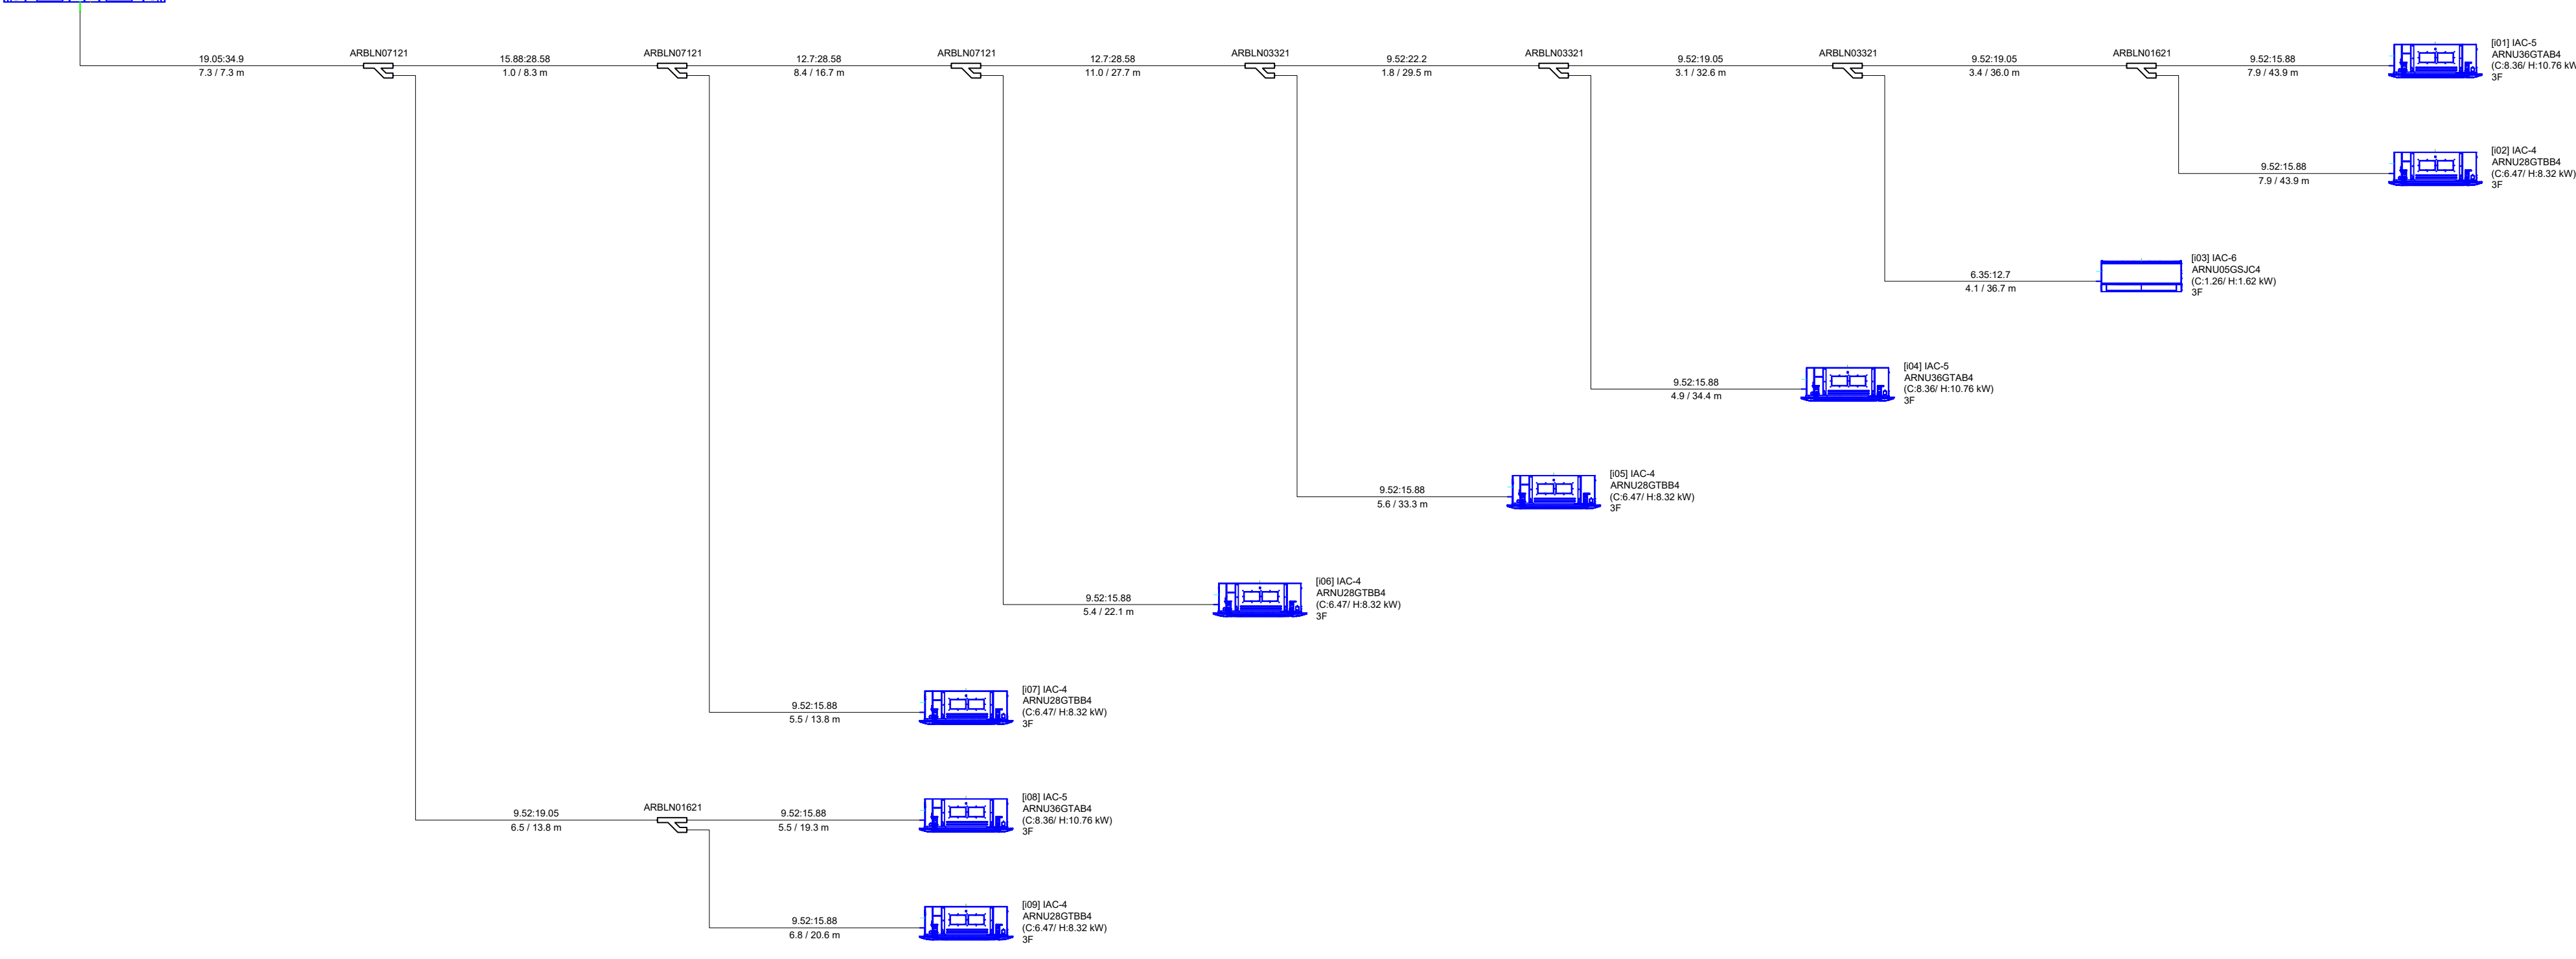 ARBLN07121
ARBLN07121
ARBLN07121
ARBLN03321
ARBLN03321
ARBLN03321
ARBLN01621
19.05:34.9
7.3 / 7.3 m
15.88:28.58
1.0 / 8.3 m
12.7:28.58
8.4 / 16.7 m
12.7:28.58
11.0 / 27.7 m
9.52:22.2
1.8 / 29.5 m
9.52:19.05
3.1 / 32.6 m
9.52:19.05
3.4 / 36.0 m
9.52:15.88
7.9 / 43.9 m
[i01] IAC-5
ARNU36GTAB4
(C:8.36/ H:10.76 kW
3F
9.52:15.88
7.9 / 43.9 m
[i02] IAC-4
ARNU28GTBB4
(C:6.47/ H:8.32 kW)
3F
6.35:12.7
4.1 / 36.7 m
[i03] IAC-6
ARNU05GSJC4
(C:1.26/ H:1.62 kW)
3F
9.52:15.88
4.9 / 34.4 m
[i04] IAC-5
ARNU36GTAB4
(C:8.36/ H:10.76 kW)
3F
9.52:15.88
5.6 / 33.3 m
[i05] IAC-4
ARNU28GTBB4
(C:6.47/ H:8.32 kW)
3F
9.52:15.88
5.4 / 22.1 m
[i06] IAC-4
ARNU28GTBB4
(C:6.47/ H:8.32 kW)
3F
9.52:15.88
5.5 / 13.8 m
[i07] IAC-4
ARNU28GTBB4
(C:6.47/ H:8.32 kW)
3F
9.52:19.05
6.5 / 13.8 m
ARBLN01621
9.52:15.88
5.5 / 19.3 m
[i08] IAC-5
ARNU36GTAB4
(C:8.36/ H:10.76 kW)
3F
9.52:15.88
6.8 / 20.6 m
[i09] IAC-4
ARNU28GTBB4
(C:6.47/ H:8.32 kW)
3F